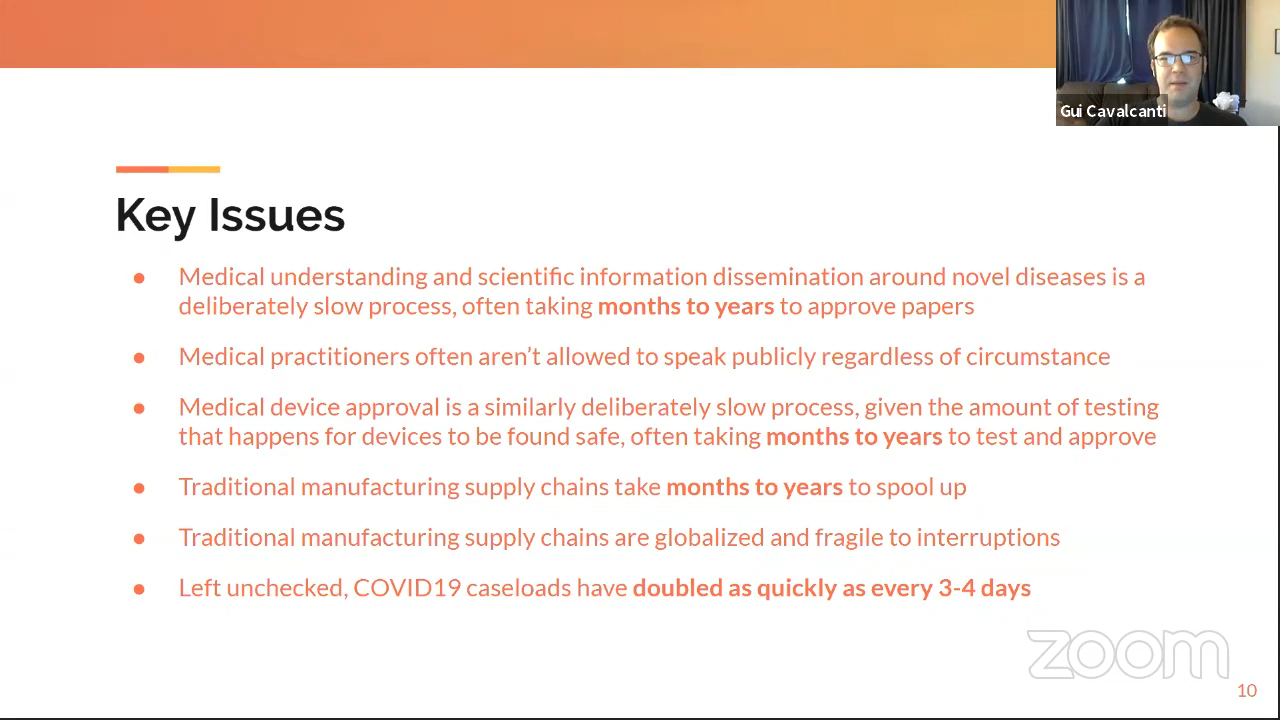 Gui Cavalcanti
Key Issues
● Medical understanding and scientific information dissemination around novel diseases is a
deliberately slow process, often taking months to years to approve papers
● Medical practitioners often aren’t allowed to speak publicly regardless of circumstance
● Medical device approval is a similarly deliberately slow process, given the amount of testing
that happens for devices to be found safe, often taking months to years to test and approve
● Traditional manufacturing supply chains take months to years to spool up
● Traditional manufacturing supply chains are globalized and fragile to interruptions
● Left unchecked, COVID19 caseloads have doubled as quickly as every 3-4 days
zoom
10